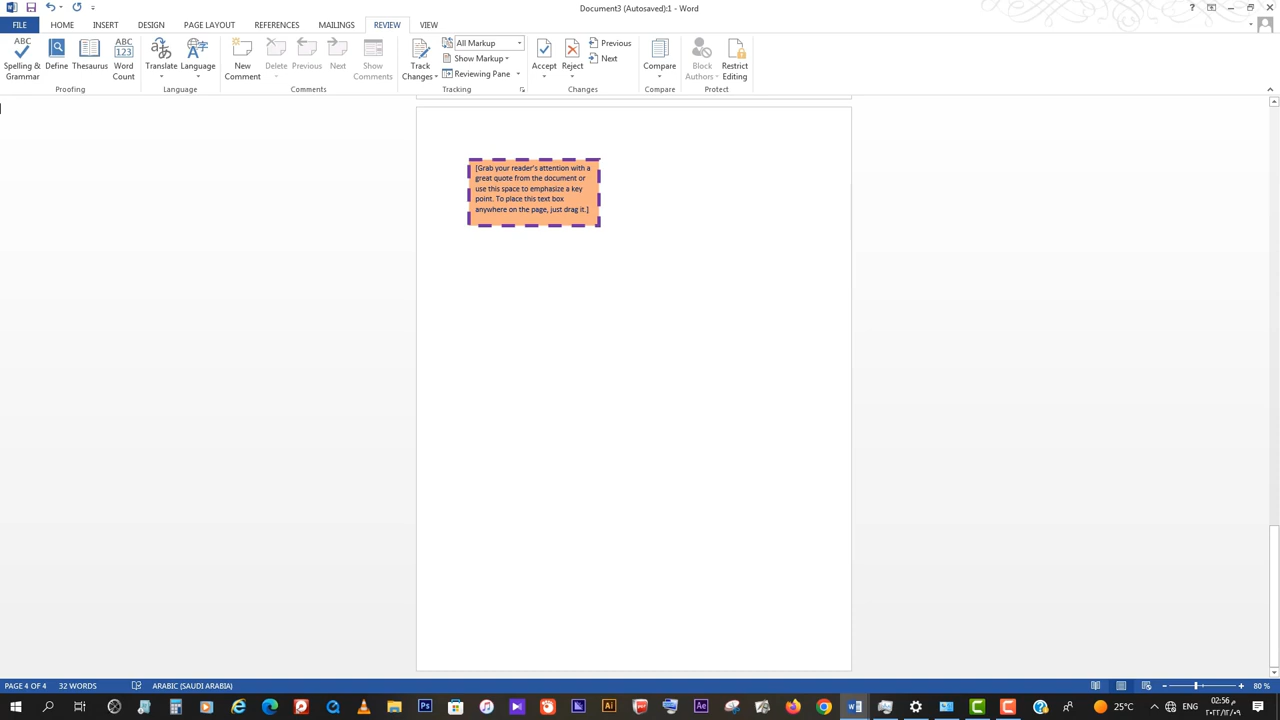 Document3 (Autosaved):1 - Word
FILE HOME INSERT DESIGN PAGE LAYOUT REFERENCES MAILINGS REVIEW VIEW
ABC Spelling & Grammar
Define
Thesaurus
ABC 123 Word Count
Translate
Language
New Comment
Delete
Previous
Next
Show Comments
Track Changes
All Markup
Show Markup
Reviewing Pane
Accept
Reject
Previous
Next
Compare
Block Authors
Restrict Editing
Proofing Language Comments Tracking Changes Compare Protect
[Grab your reader's attention with a
great quote from the document or
use this space to emphasize a key
point. To place this text box
anywhere on the page, just drag it.]
PAGE 4 OF 4 32 WORDS ARABIC (SAUDI ARABIA) 80 %
Ps Ai Ae 25°C ENG 02:56 م